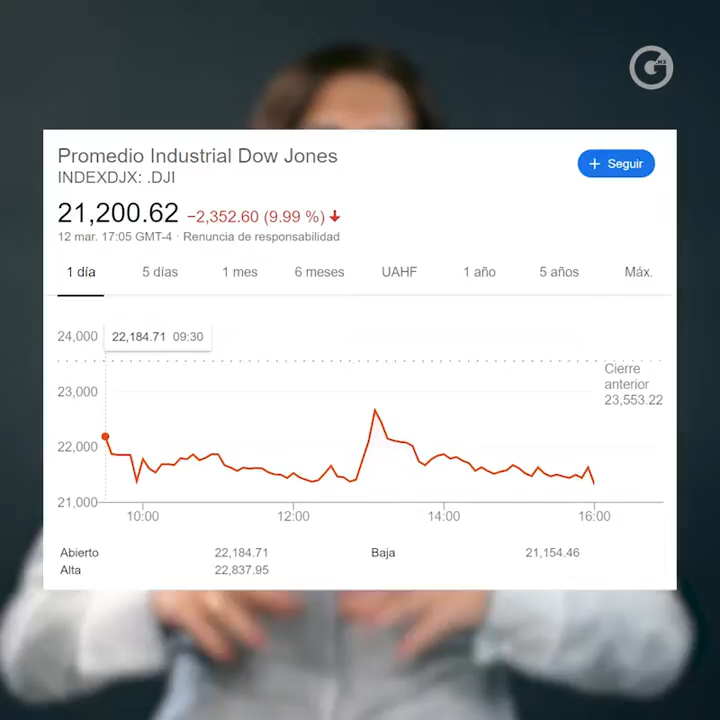 G MX
Promedio Industrial Dow Jones
INDEXDJX: .DJI
+ Seguir
21,200.62 −2,352.60 (9.99 %)
12 mar. 17:05 GMT-4 · Renuncia de responsabilidad
1 día 5 días 1 mes 6 meses UAHF 1 año 5 años Máx.
24,000
22,184.71 09:30
Cierre
anterior
23,553.22
23,000
22,000
21,000
10:00 12:00 14:00 16:00
Abierto 22,184.71 Baja 21,154.46
Alta 22,837.95